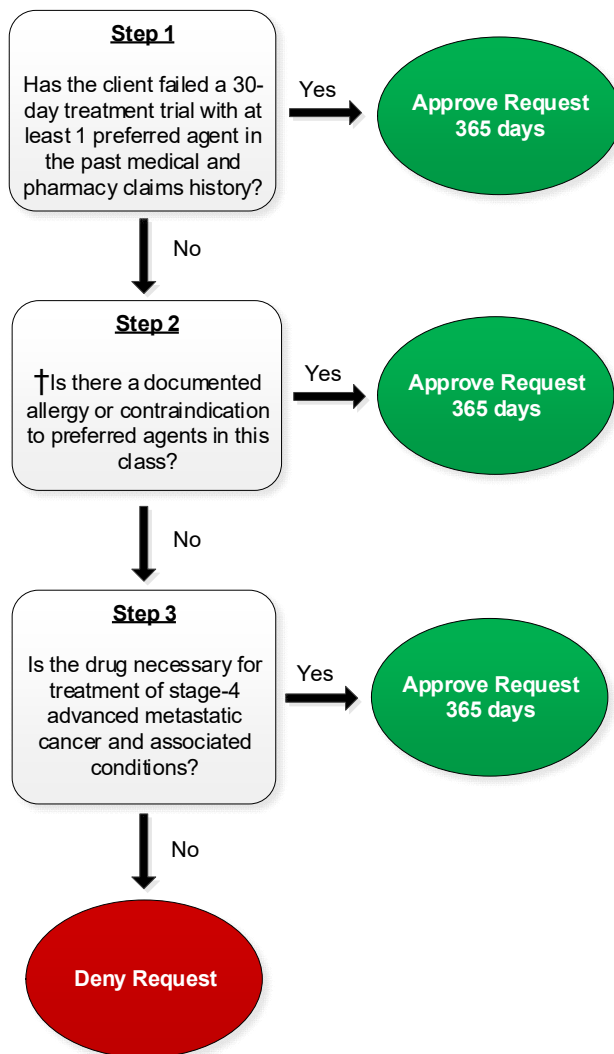 Step 1
Has the client failed a 30-
day treatment trial with at
least 1 preferred agent in
the past medical and
pharmacy claims history?
Yes
Approve Request
365 days
No
Step 2
†Is there a documented
allergy or contraindication
to preferred agents in this
class?
Yes
Approve Request
365 days
No
Step 3
Is the drug necessary for
treatment of stage-4
advanced metastatic
cancer and associated
conditions?
Yes
Approve Request
365 days
No
Deny Request